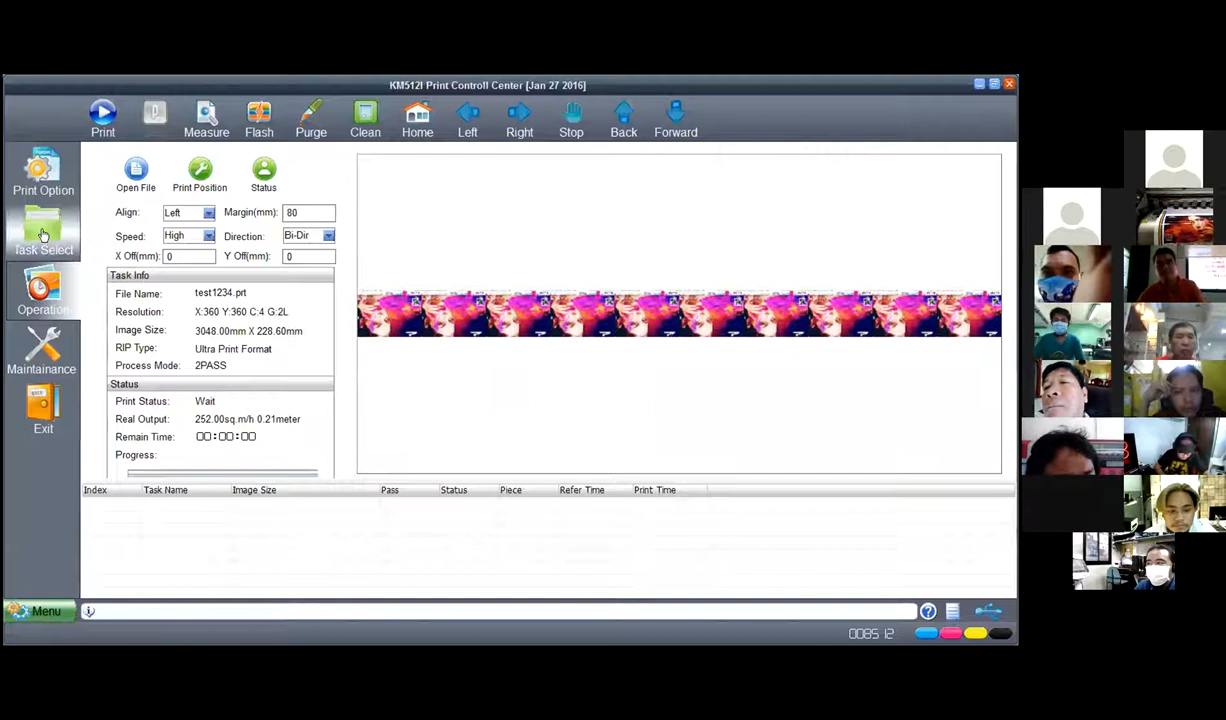 KM512I Print Controll Center [Jan 27 2016]
Print Measure Flash Purge Clean Home Left Right Stop Back Forward
Print Option
Task Select
Operation
Maintainance
Exit
Open File Print Position Status
Align: Left Margin(mm): 80
Speed: High Direction: Bi-Dir
X Off(mm): 0 Y Off(mm): 0
Task Info
File Name: test1234.prt
Resolution: X:360 Y:360 C:4 G:2L
Image Size: 3048.00mm X 228.60mm
RIP Type: Ultra Print Format
Process Mode: 2PASS
Status
Print Status: Wait
Real Output: 252.00sq.m/h 0.21meter
Remain Time: 00:00:00
Progress:
Index Task Name Image Size Pass Status Piece Refer Time Print Time
Menu
008512